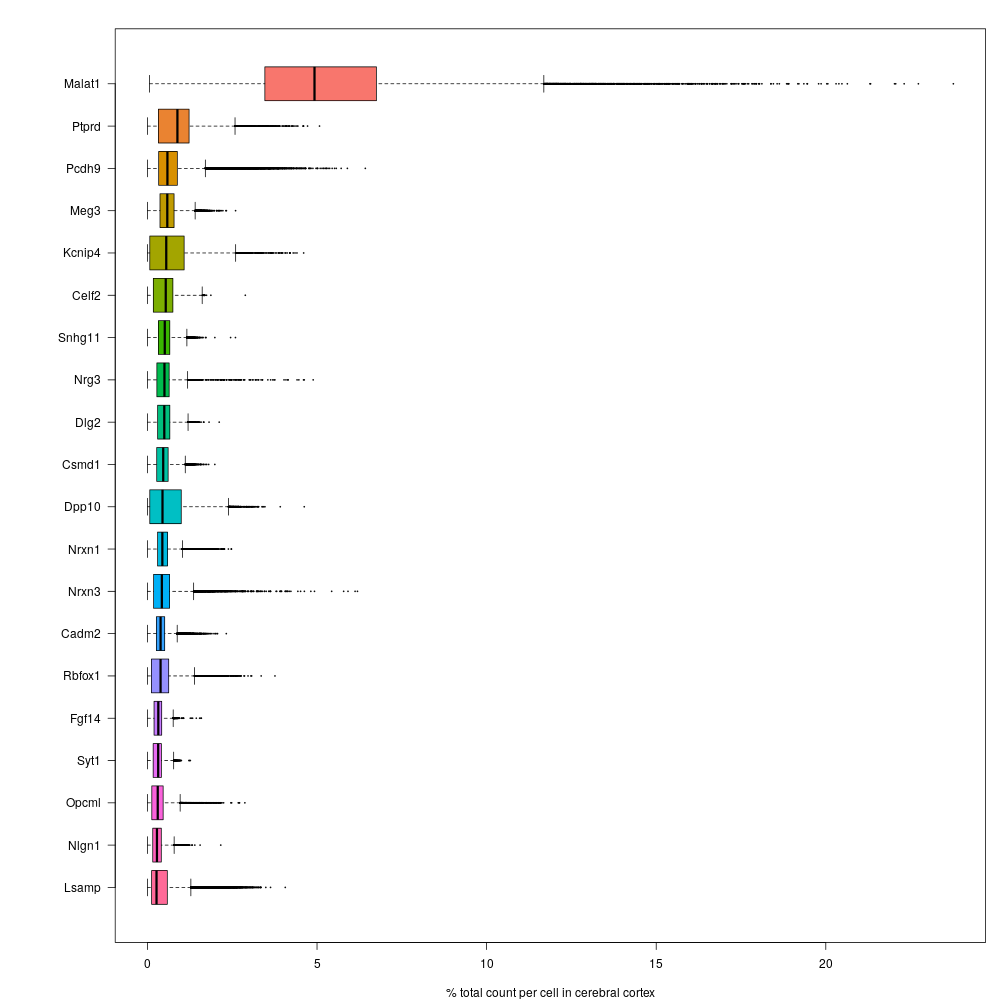 Malat1
Ptprd
Pcdh9
Meg3
Kcnip4
Celf2
Snhg11
Nrg3
Dlg2
Csmd1
Dpp10
Nrxn1
Nrxn3
Cadm2
Rbfox1
Fgf14
Syt1
Opcml
Nlgn1
Lsamp
0 5 10 15 20
% total count per cell in cerebral cortex